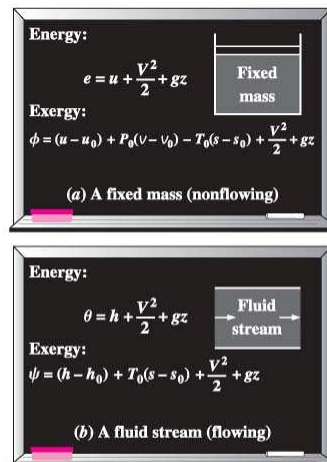 Energy:
e = u + V²/2 + gz
Fixed
mass
Exergy:
ϕ = (u − u₀) + P₀(v − v₀) − T₀(s − s₀) + V²/2 + gz
(a) A fixed mass (nonflowing)
Energy:
θ = h + V²/2 + gz
Fluid
stream
Exergy:
ψ = (h − h₀) + T₀(s − s₀) + V²/2 + gz
(b) A fluid stream (flowing)